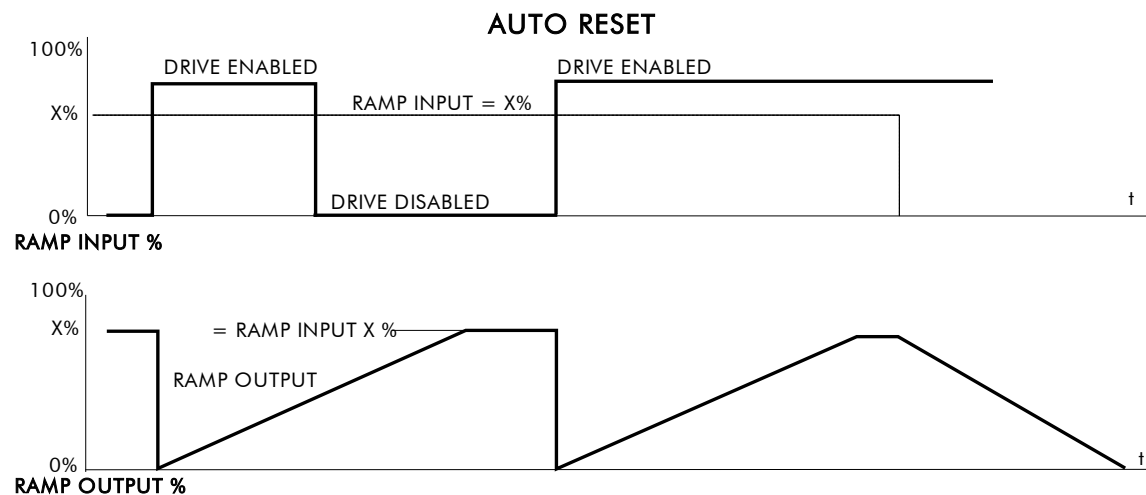 AUTO RESET
100%
DRIVE ENABLED
DRIVE ENABLED
X%
RAMP INPUT = X%
DRIVE DISABLED
t
0%
RAMP INPUT %
100%
X%
= RAMP INPUT X %
RAMP OUTPUT
0%
t
RAMP OUTPUT %